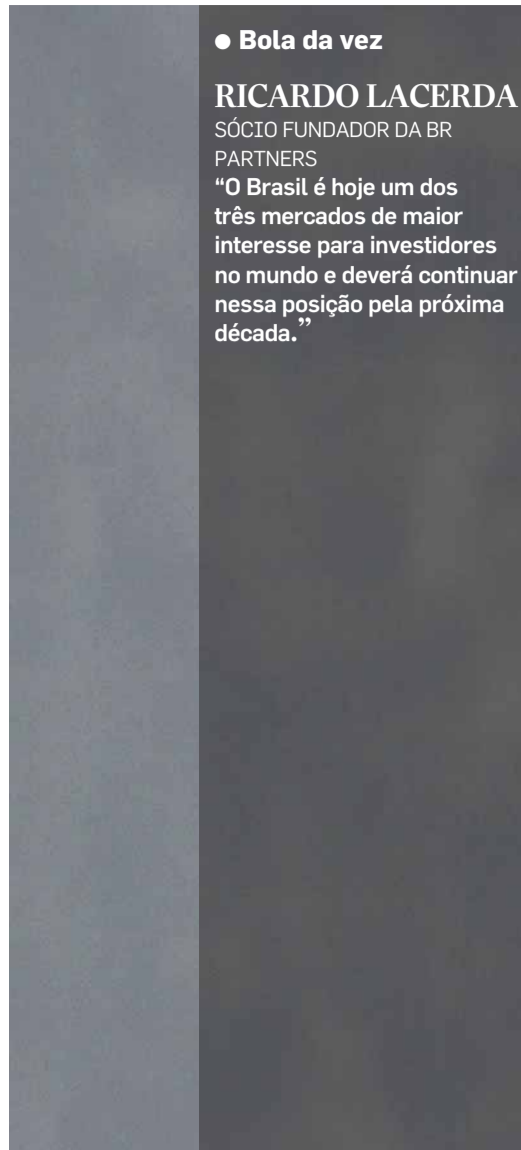 ● Bola da vez
RICARDO LACERDA
SÓCIO FUNDADOR DA BR
PARTNERS
“O Brasil é hoje um dos
três mercados de maior
interesse para investidores
no mundo e deverá continuar
nessa posição pela próxima
década.”